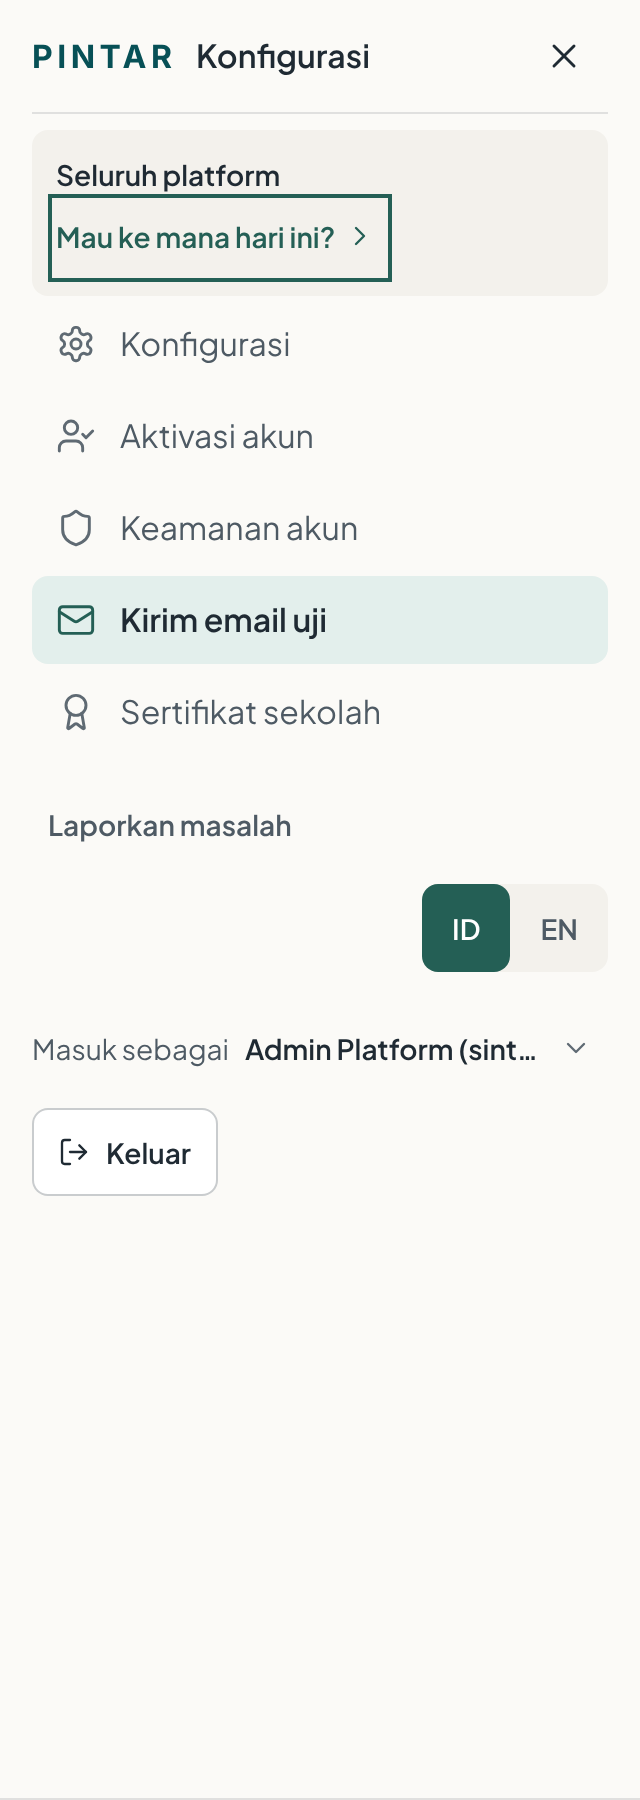 PINTAR Konfigurasi
Seluruh platform
Mau ke mana hari ini?
Konfigurasi
Aktivasi akun
Keamanan akun
Kirim email uji
Sertifikat sekolah
Laporkan masalah
ID EN
Masuk sebagai Admin Platform (sint…
Keluar